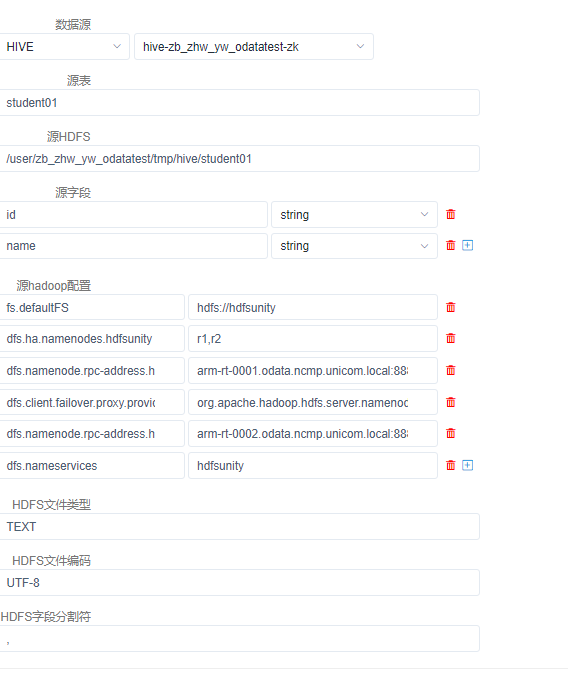 数据源
HIVE hive-zb_zhw_yw_odatatest-zk
源表
student01
源HDFS
/user/zb_zhw_yw_odatatest/tmp/hive/student01
源字段
id string
name string
源hadoop配置
fs.defaultFS hdfs://hdfsunity
dfs.ha.namenodes.hdfsunity r1,r2
dfs.namenode.rpc-address.h arm-rt-0001.odata.ncmp.unicom.local:888
dfs.client.failover.proxy.provic org.apache.hadoop.hdfs.server.namenoc
dfs.namenode.rpc-address.h arm-rt-0002.odata.ncmp.unicom.local:888
dfs.nameservices hdfsunity
HDFS文件类型
TEXT
HDFS文件编码
UTF-8
HDFS字段分割符
,